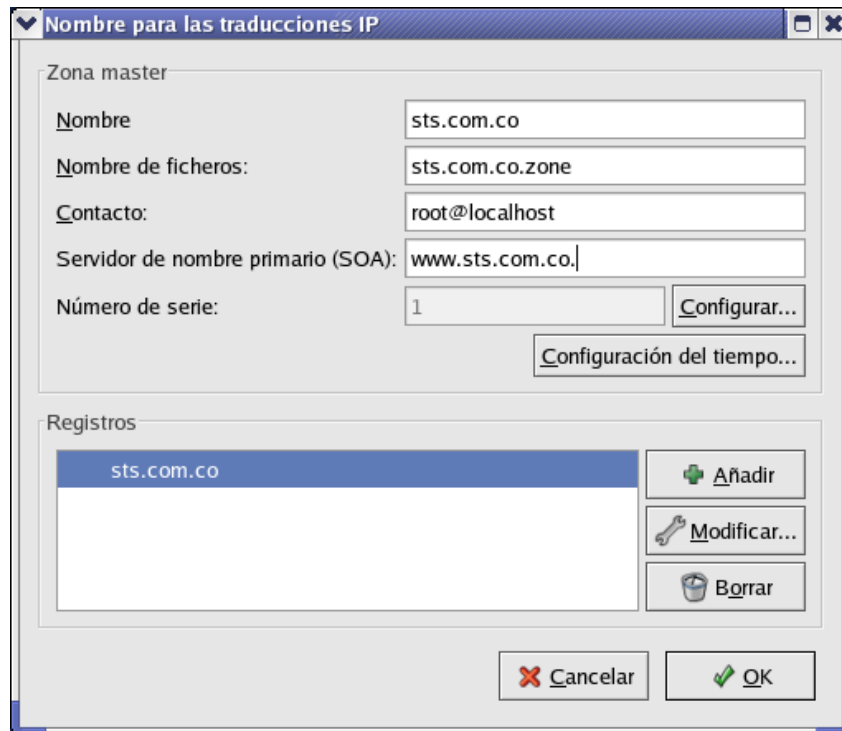 Nombre para las traducciones IP
Zona master
Nombre sts.com.co
Nombre de ficheros: sts.com.co.zone
Contacto: root@localhost
Servidor de nombre primario (SOA): www.sts.com.co.
Número de serie: 1 Configurar...
Configuración del tiempo...
Registros
sts.com.co
Añadir
Modificar...
Borrar
Cancelar OK